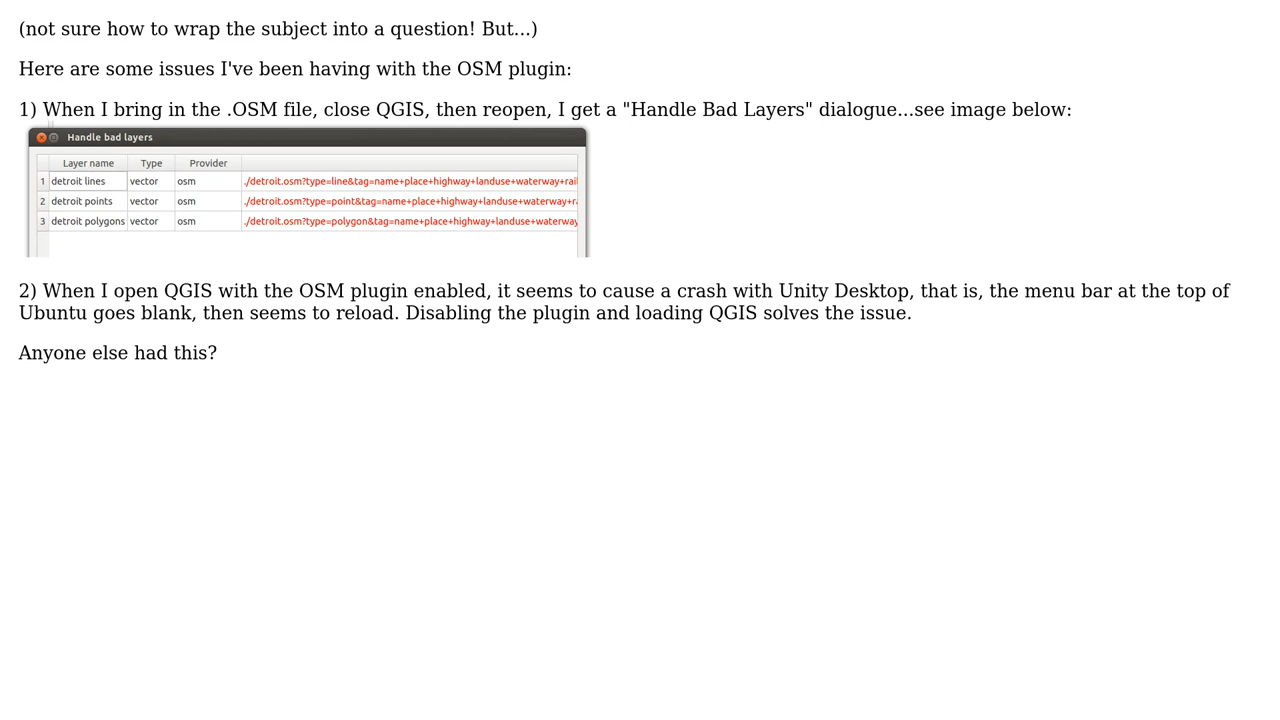 (not sure how to wrap the subject into a question! But...)
Here are some issues I've been having with the OSM plugin:
1) When I bring in the .OSM file, close QGIS, then reopen, I get a "Handle Bad Layers" dialogue...see image below:
Handle bad layers
Layer name Type Provider
1 detroit lines vector osm ./detroit.osm?type=line&tag=name+place+highway+landuse+waterway+rail
2 detroit points vector osm ./detroit.osm?type=point&tag=name+place+highway+landuse+waterway+ra
3 detroit polygons vector osm ./detroit.osm?type=polygon&tag=name+place+highway+landuse+waterway
2) When I open QGIS with the OSM plugin enabled, it seems to cause a crash with Unity Desktop, that is, the menu bar at the top of
Ubuntu goes blank, then seems to reload. Disabling the plugin and loading QGIS solves the issue.
Anyone else had this?